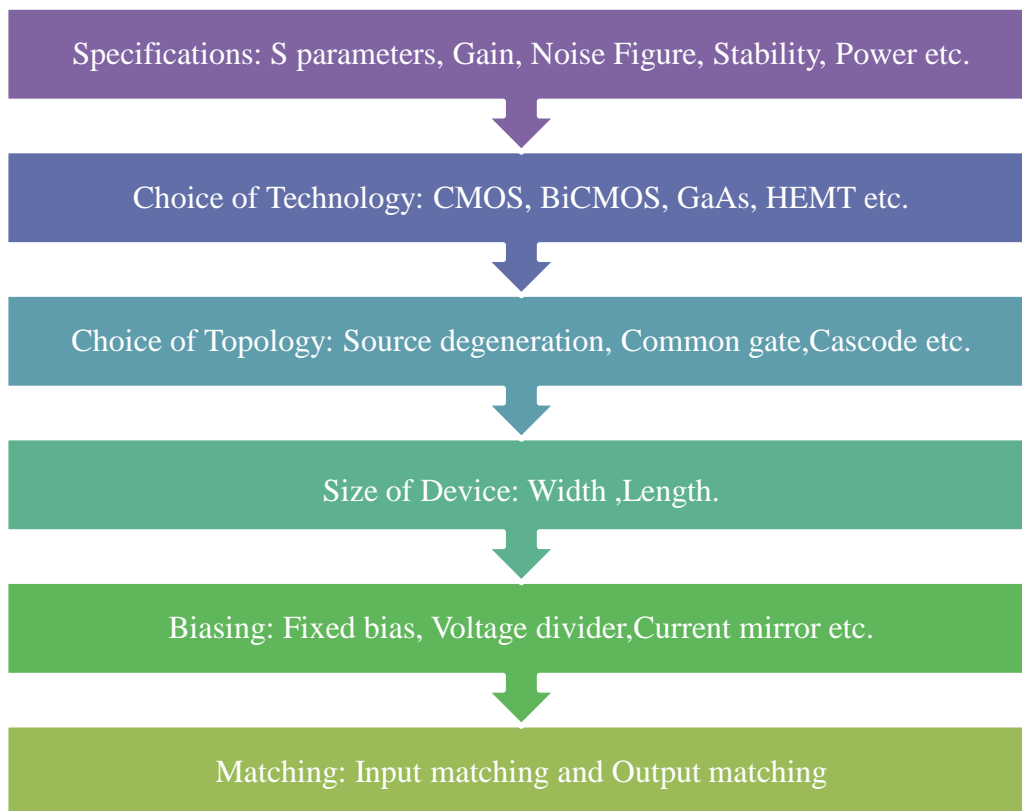 Specifications: S parameters, Gain, Noise Figure, Stability, Power etc.
Choice of Technology: CMOS, BiCMOS, GaAs, HEMT etc.
Choice of Topology: Source degeneration, Common gate,Cascode etc.
Size of Device: Width ,Length.
Biasing: Fixed bias, Voltage divider,Current mirror etc.
Matching: Input matching and Output matching